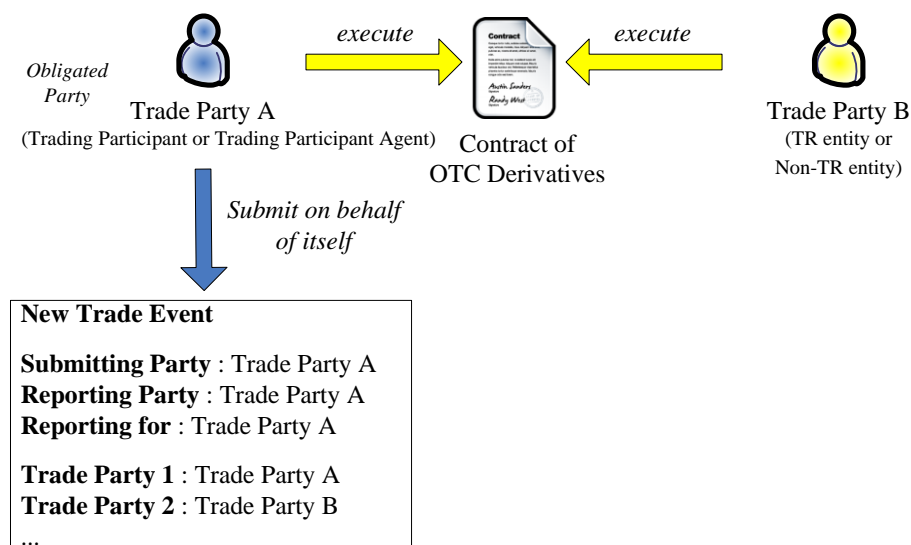 execute
execute
Obligated
Party
Contract
Austin Sanders
Randy West
Trade Party A
(Trading Participant or Trading Participant Agent)
Contract of
OTC Derivatives
Trade Party B
(TR entity or
Non-TR entity)
Submit on behalf
of itself
New Trade Event
Submitting Party : Trade Party A
Reporting Party : Trade Party A
Reporting for : Trade Party A
Trade Party 1 : Trade Party A
Trade Party 2 : Trade Party B
...